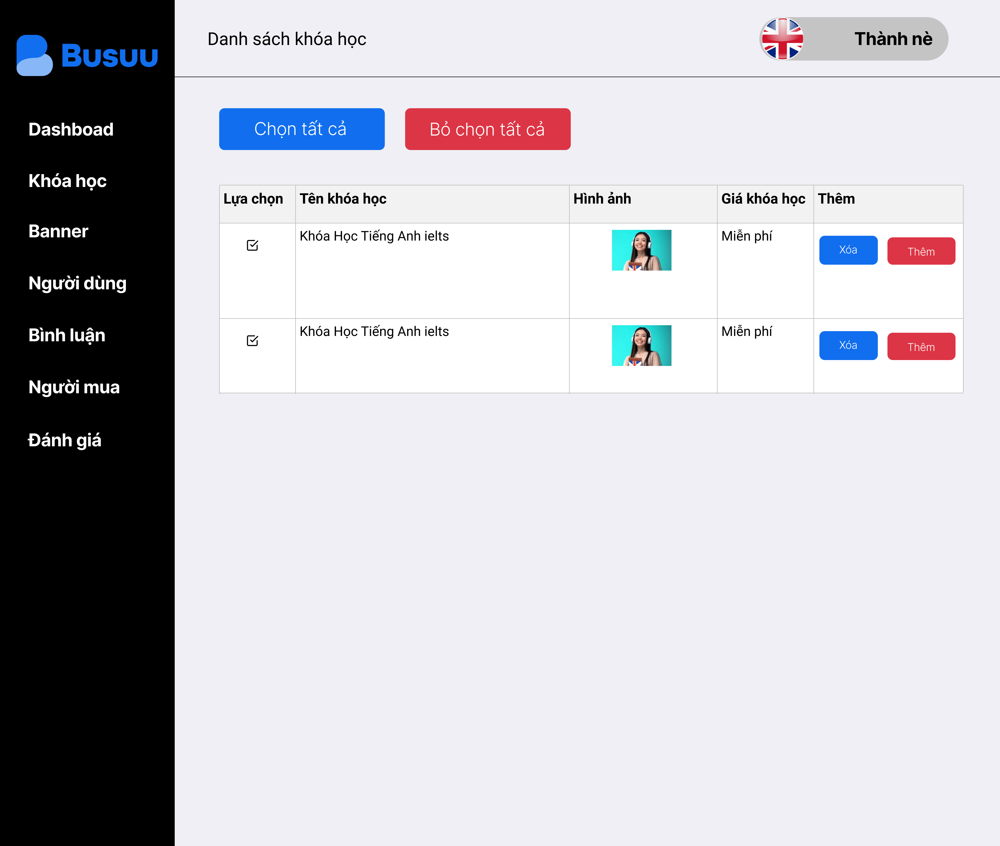 Busuu
Dashboad
Khóa học
Banner
Người dùng
Bình luận
Người mua
Đánh giá
Danh sách khóa học
Thành nè
Chọn tất cả
Bỏ chọn tất cả
Lựa chọn
Tên khóa học
Hình ảnh
Giá khóa học
Thêm
Khóa Học Tiếng Anh ielts
Miễn phí
Xóa
Thêm
Khóa Học Tiếng Anh ielts
Miễn phí
Xóa
Thêm